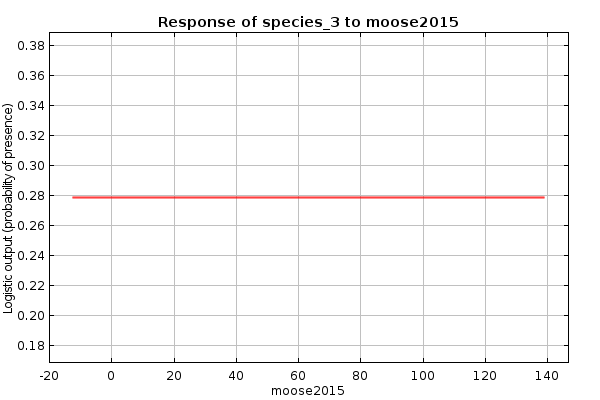 Response of species_3 to moose2015
Logistic output (probability of presence)
0.38
0.36
0.34
0.32
0.30
0.28
0.26
0.24
0.22
0.20
0.18
-20 0 20 40 60 80 100 120 140
moose2015